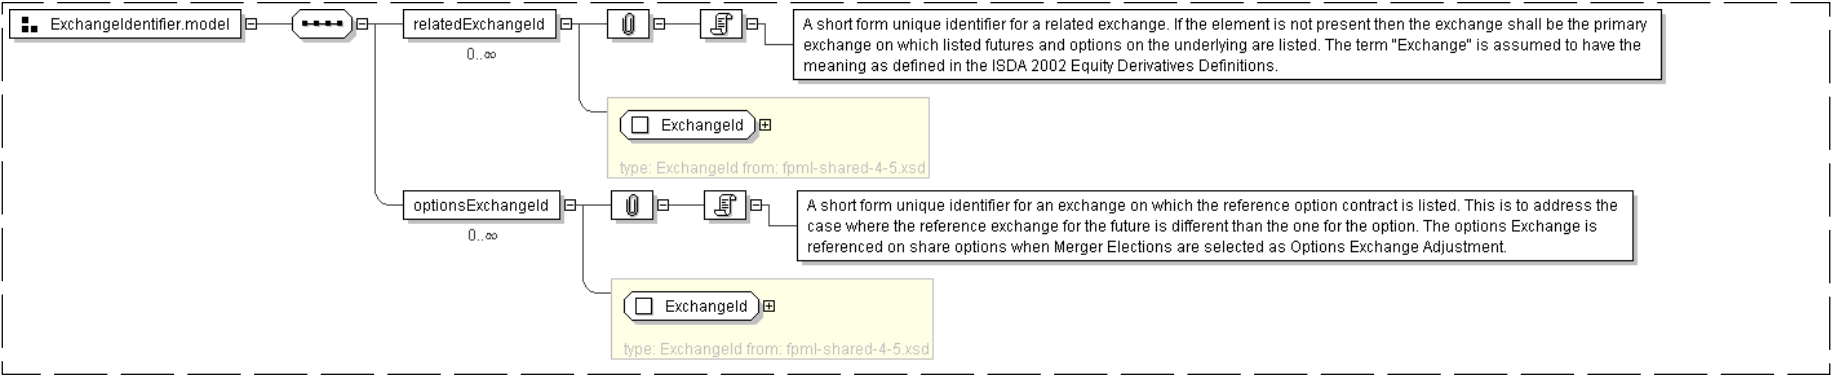 ExchangeIdentifier.model
relatedExchangeId
0..∞
A short form unique identifier for a related exchange. If the element is not present then the exchange shall be the primary
exchange on which listed futures and options on the underlying are listed. The term "Exchange" is assumed to have the
meaning as defined in the ISDA 2002 Equity Derivatives Definitions.
ExchangeId
type: ExchangeId from: fpml-shared-4-5.xsd
optionsExchangeId
0..∞
A short form unique identifier for an exchange on which the reference option contract is listed. This is to address the
case where the reference exchange for the future is different than the one for the option. The options Exchange is
referenced on share options when Merger Elections are selected as Options Exchange Adjustment.
ExchangeId
type: ExchangeId from: fpml-shared-4-5.xsd